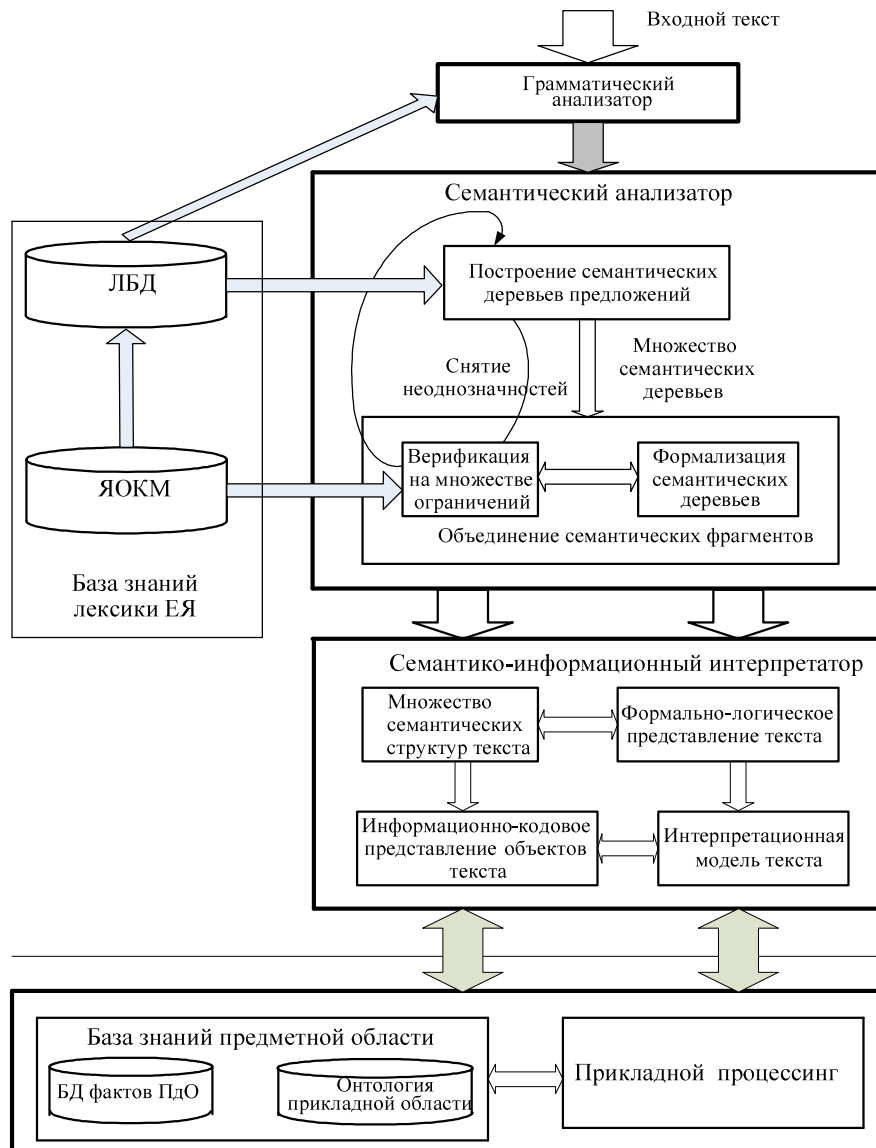 Входной текст
Грамматический
анализатор
Семантический анализатор
ЛБД
Построение семантических
деревьев предложений
Снятие
неоднозначностей
Множество
семантических
деревьев
ЯОКМ
Верификация
на множестве
ограничений
Формализация
семантических
деревьев
Объединение семантических фрагментов
База знаний
лексики ЕЯ
Семантико-информационный интерпретатор
Множество
семантических
структур текста
Формально-логическое
представление текста
Информационно-кодовое
представление объектов
текста
Интерпретационная
модель текста
База знаний предметной области
БД фактов ПдО
Онтология
прикладной области
Прикладной процессинг